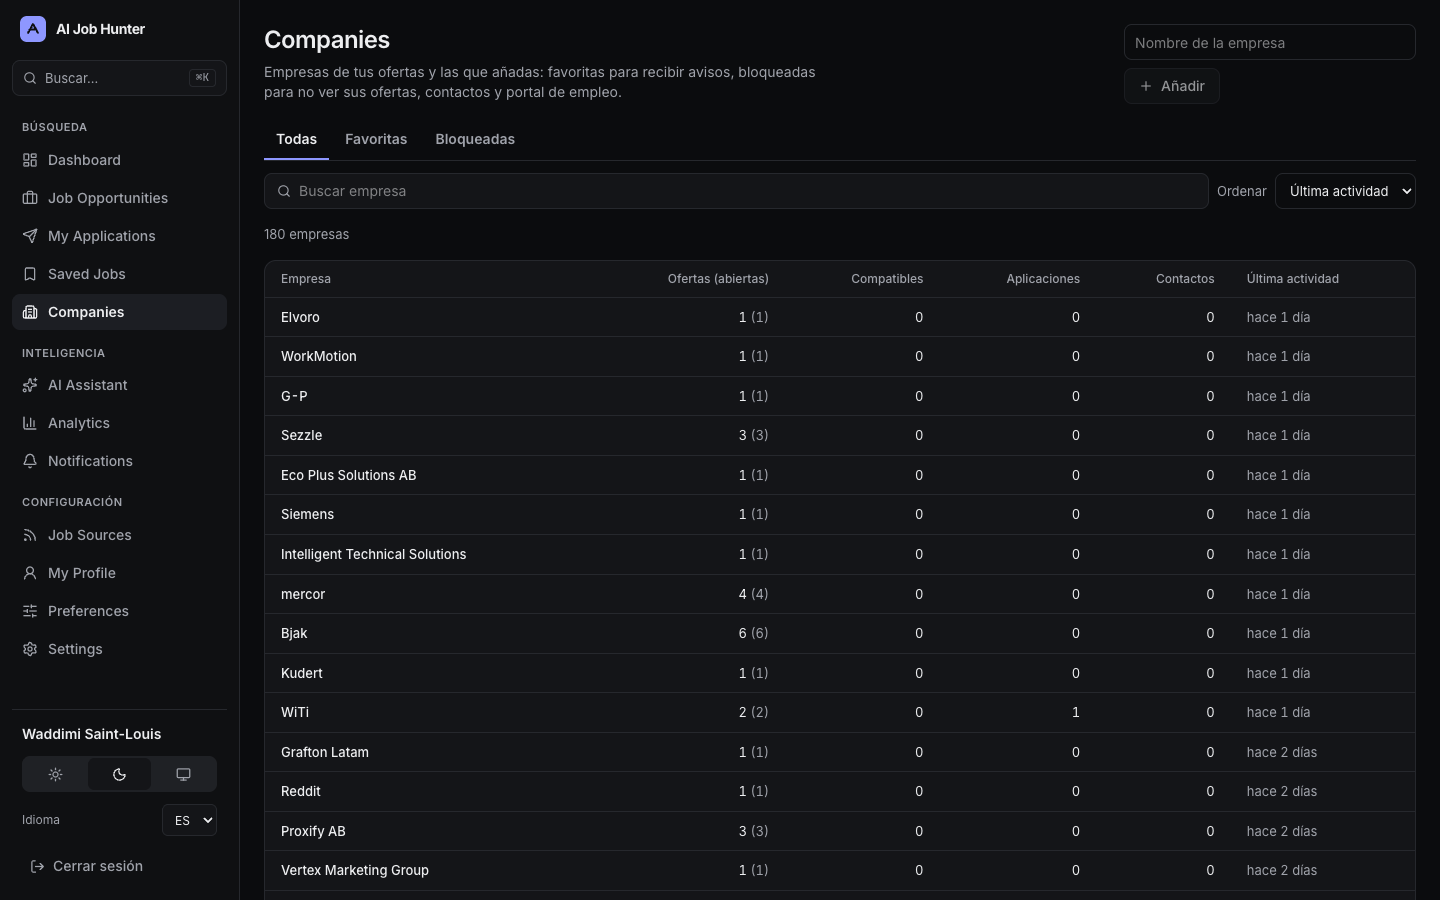 AI Job Hunter
Buscar... ⌘K
BÚSQUEDA
Dashboard
Job Opportunities
My Applications
Saved Jobs
Companies
INTELIGENCIA
AI Assistant
Analytics
Notifications
CONFIGURACIÓN
Job Sources
My Profile
Preferences
Settings
Waddimi Saint-Louis
Idioma ES
Cerrar sesión
Companies
Empresas de tus ofertas y las que añadas: favoritas para recibir avisos, bloqueadas
para no ver sus ofertas, contactos y portal de empleo.
Nombre de la empresa
+ Añadir
Todas Favoritas Bloqueadas
Buscar empresa Ordenar Última actividad
180 empresas
Empresa Ofertas (abiertas) Compatibles Aplicaciones Contactos Última actividad
Elvoro 1 (1) 0 0 0 hace 1 día
WorkMotion 1 (1) 0 0 0 hace 1 día
G-P 1 (1) 0 0 0 hace 1 día
Sezzle 3 (3) 0 0 0 hace 1 día
Eco Plus Solutions AB 1 (1) 0 0 0 hace 1 día
Siemens 1 (1) 0 0 0 hace 1 día
Intelligent Technical Solutions 1 (1) 0 0 0 hace 1 día
mercor 4 (4) 0 0 0 hace 1 día
Bjak 6 (6) 0 0 0 hace 1 día
Kudert 1 (1) 0 0 0 hace 1 día
WiTi 2 (2) 0 1 0 hace 1 día
Grafton Latam 1 (1) 0 0 0 hace 2 días
Reddit 1 (1) 0 0 0 hace 2 días
Proxify AB 3 (3) 0 0 0 hace 2 días
Vertex Marketing Group 1 (1) 0 0 0 hace 2 días